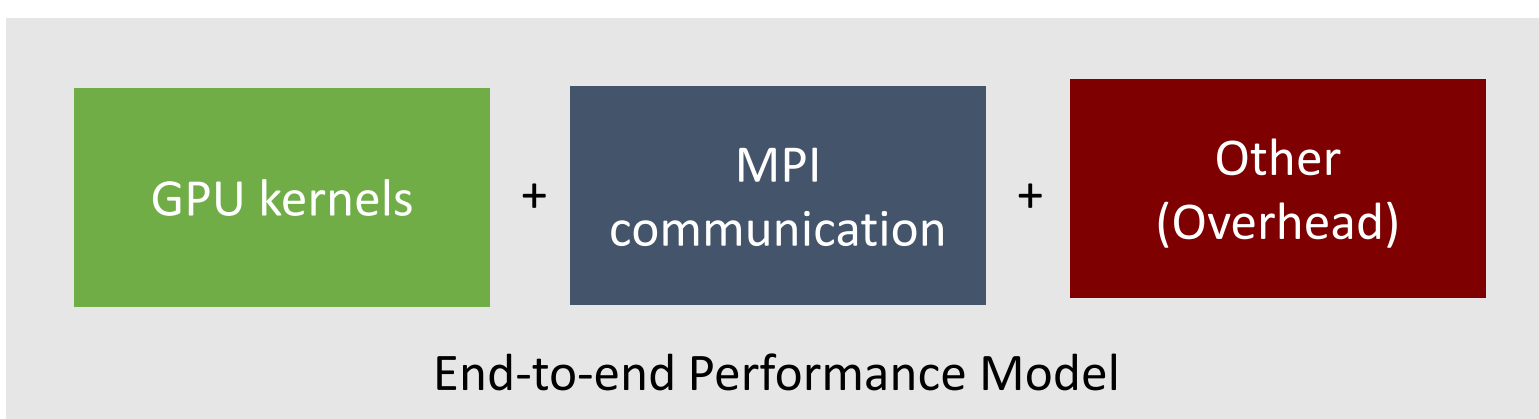 GPU kernels
+
MPI
communication
+
Other
(Overhead)
End-to-end Performance Model